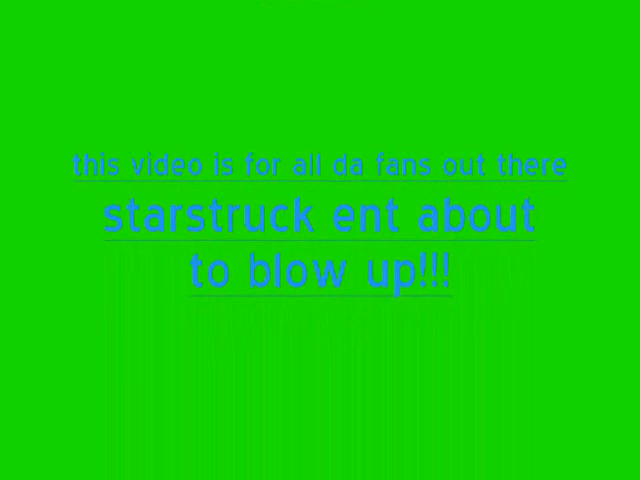 this video is for all da fans out there
starstruck ent about
to blow up!!!